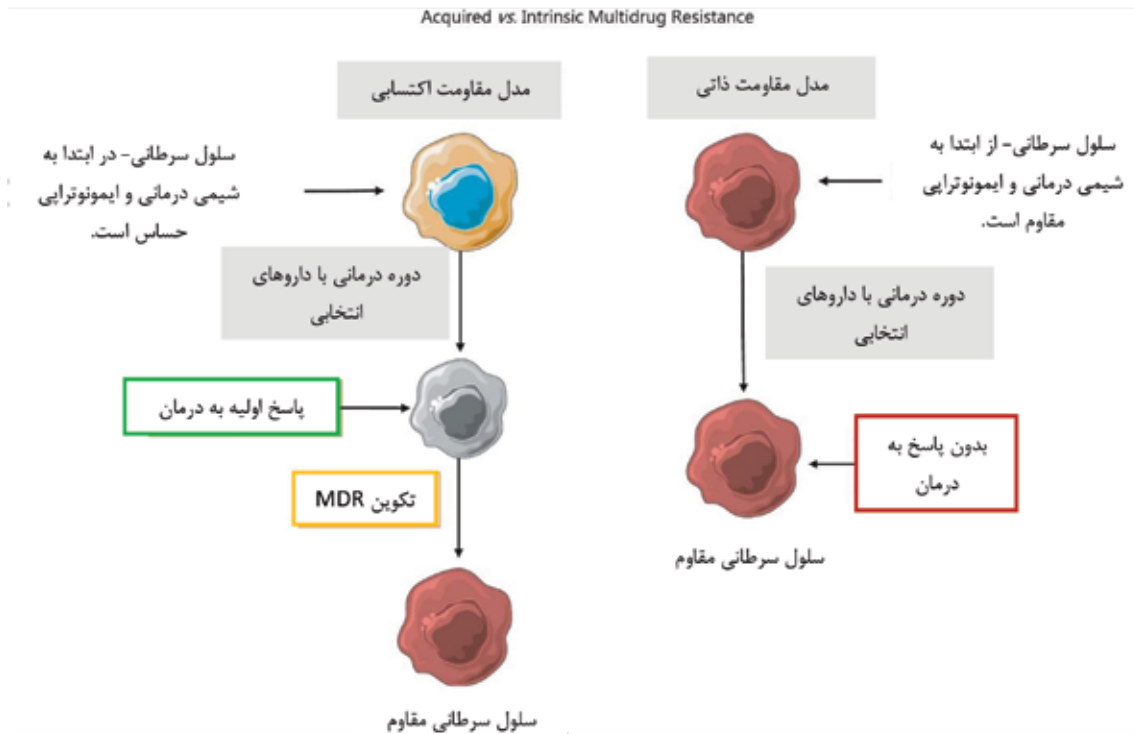 Acquired vs. Intrinsic Multidrug Resistance
مدل مقاومت ذاتی
سلول سرطانی- از ابتدا به
شیمی درمانی و ایمونوتراپی
مقاوم است.
دوره درمانی با داروهای
انتخابی
بدون پاسخ به
درمان
سلول سرطانی مقاوم
مدل مقاومت اکتسابی
سلول سرطانی- در ابتدا به
شیمی درمانی و ایمونوتراپی
حساس است.
دوره درمانی با داروهای
انتخابی
پاسخ اولیه به درمان
تکوین MDR
سلول سرطانی مقاوم